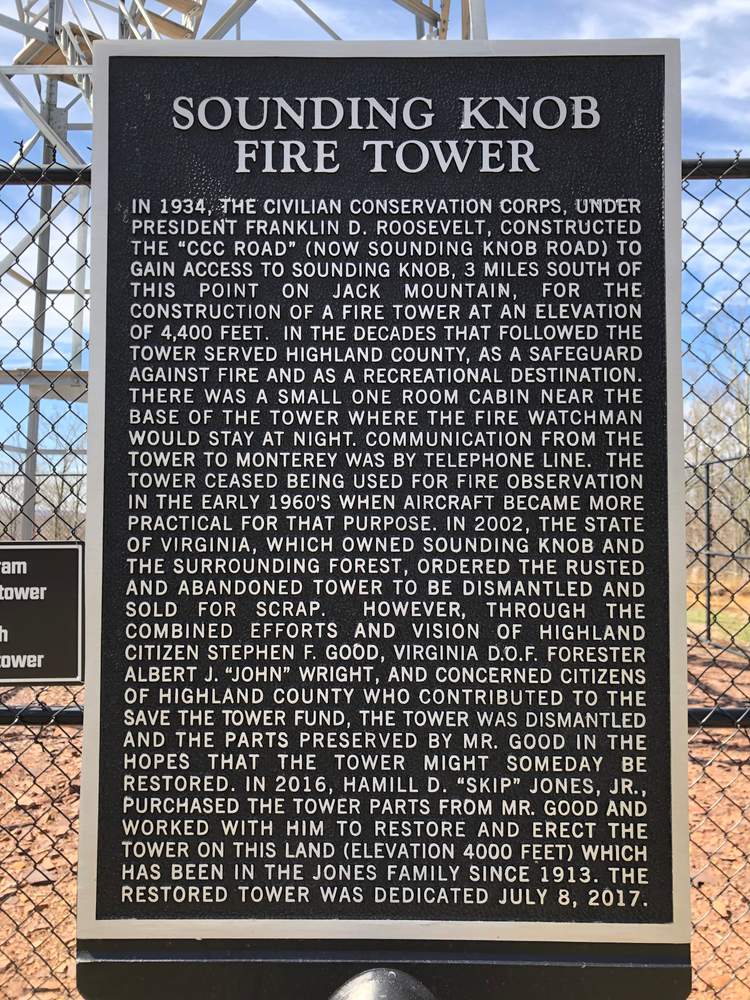 SOUNDING KNOB
FIRE TOWER
IN 1934, THE CIVILIAN CONSERVATION CORPS, UNDER
PRESIDENT FRANKLIN D. ROOSEVELT, CONSTRUCTED
THE "CCC ROAD" (NOW SOUNDING KNOB ROAD) TO
GAIN ACCESS TO SOUNDING KNOB, 3 MILES SOUTH OF
THIS POINT ON JACK MOUNTAIN, FOR THE
CONSTRUCTION OF A FIRE TOWER AT AN ELEVATION
OF 4,400 FEET. IN THE DECADES THAT FOLLOWED THE
TOWER SERVED HIGHLAND COUNTY, AS A SAFEGUARD
AGAINST FIRE AND AS A RECREATIONAL DESTINATION.
THERE WAS A SMALL ONE ROOM CABIN NEAR THE
BASE OF THE TOWER WHERE THE FIRE WATCHMAN
WOULD STAY AT NIGHT. COMMUNICATION FROM THE
TOWER TO MONTEREY WAS BY TELEPHONE LINE. THE
TOWER CEASED BEING USED FOR FIRE OBSERVATION
IN THE EARLY 1960'S WHEN AIRCRAFT BECAME MORE
PRACTICAL FOR THAT PURPOSE. IN 2002, THE STATE
OF VIRGINIA, WHICH OWNED SOUNDING KNOB AND
THE SURROUNDING FOREST, ORDERED THE RUSTED
AND ABANDONED TOWER TO BE DISMANTLED AND
SOLD FOR SCRAP. HOWEVER, THROUGH THE
COMBINED EFFORTS AND VISION OF HIGHLAND
CITIZEN STEPHEN F. GOOD, VIRGINIA D.O.F. FORESTER
ALBERT J. "JOHN" WRIGHT, AND CONCERNED CITIZENS
OF HIGHLAND COUNTY WHO CONTRIBUTED TO THE
SAVE THE TOWER FUND, THE TOWER WAS DISMANTLED
AND THE PARTS PRESERVED BY MR. GOOD IN THE
HOPES THAT THE TOWER MIGHT SOMEDAY BE
RESTORED. IN 2016, HAMILL D. "SKIP" JONES, JR.,
PURCHASED THE TOWER PARTS FROM MR. GOOD AND
WORKED WITH HIM TO RESTORE AND ERECT THE
TOWER ON THIS LAND (ELEVATION 4000 FEET) WHICH
HAS BEEN IN THE JONES FAMILY SINCE 1913. THE
RESTORED TOWER WAS DEDICATED JULY 8, 2017.
tower
tower